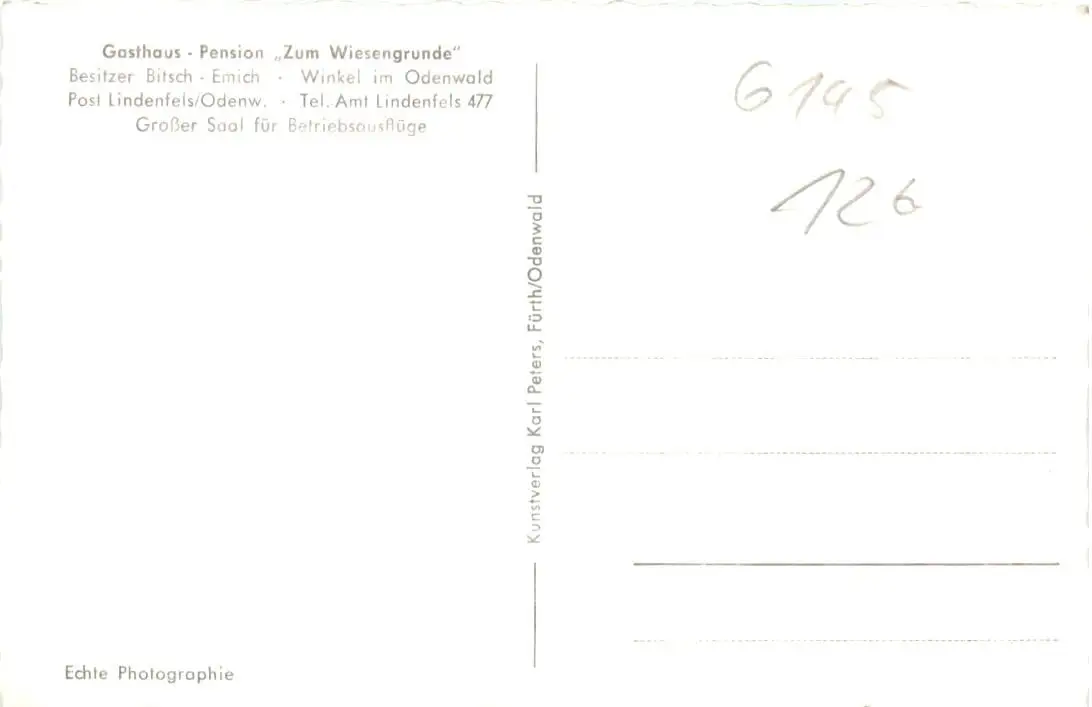 Gasthaus - Pension „Zum Wiesengrunde“
Besitzer Bitsch - Emich · Winkel im Odenwald
Post Lindenfels/Odenw. · Tel. Amt Lindenfels 477
Großer Saal für Betriebsausflüge
Kunstverlag Karl Peters, Fürth/Odenwald
6145
126
Echte Photographie